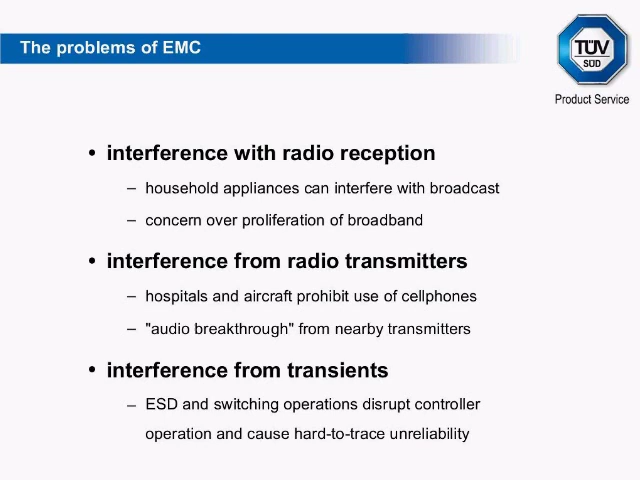 The problems of EMC
TÜV
SÜD
Product Service
• interference with radio reception
– household appliances can interfere with broadcast
– concern over proliferation of broadband
• interference from radio transmitters
– hospitals and aircraft prohibit use of cellphones
– "audio breakthrough" from nearby transmitters
• interference from transients
– ESD and switching operations disrupt controller
operation and cause hard-to-trace unreliability